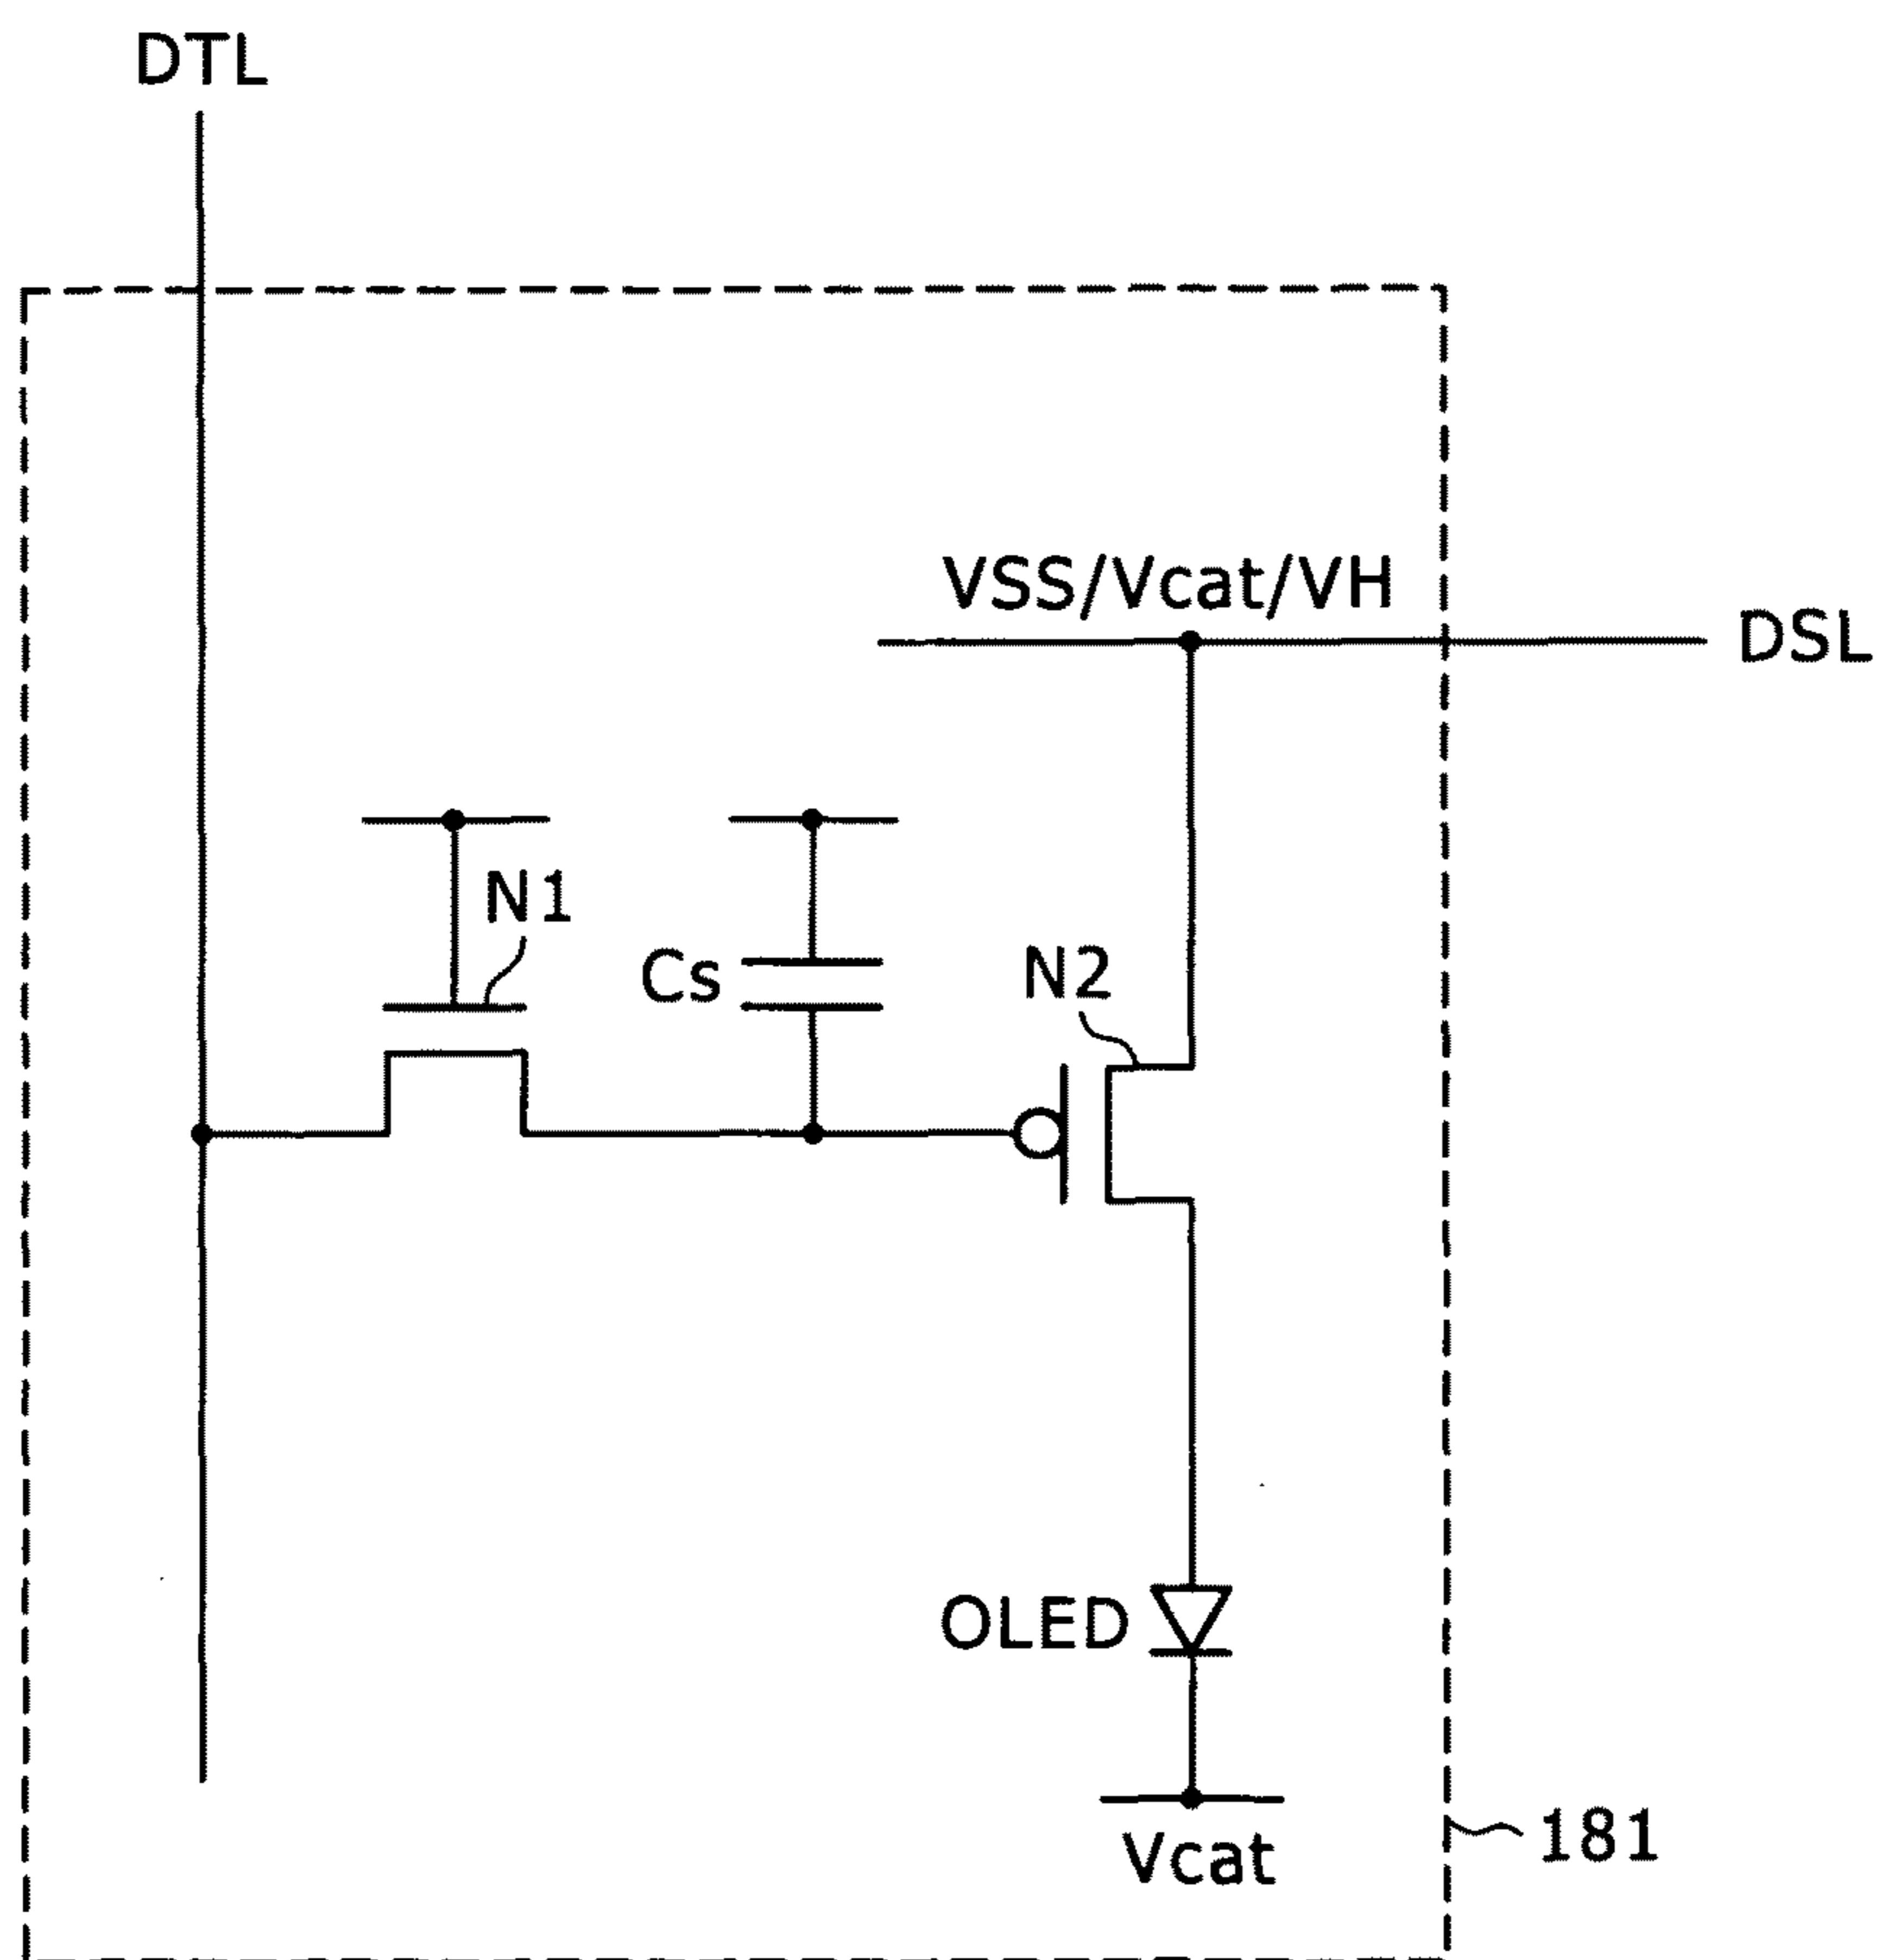 DTL
VSS/Vcat/VH
DSL
N1
Cs
N2
OLED
Vcat
181